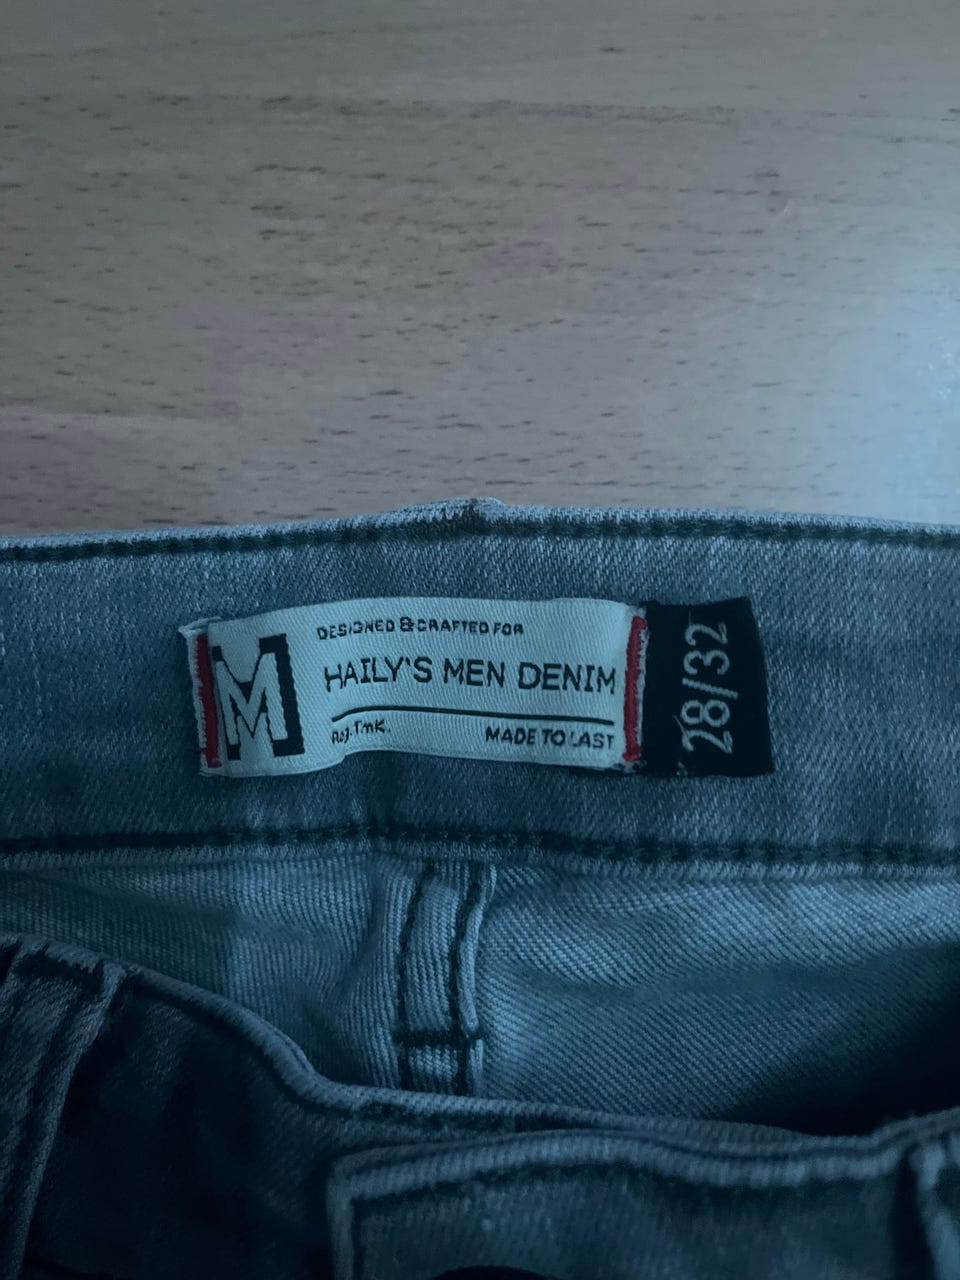 M
DESIGNED & CRAFTED FOR
HAILY'S MEN DENIM
Reg. Tmk.
MADE TO LAST
28/32